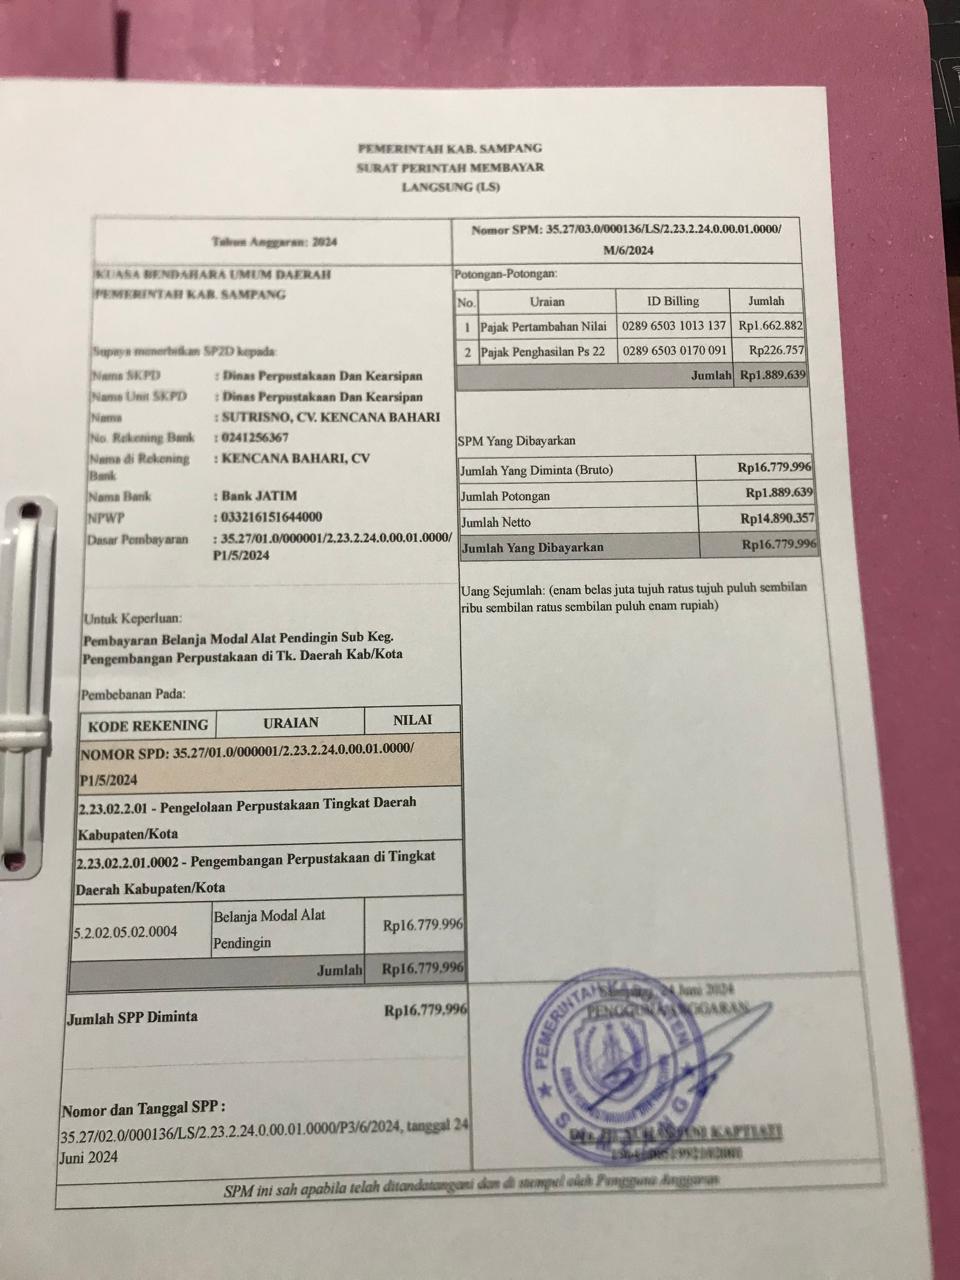 PEMERINTAH KAB. SAMPANG
SURAT PERINTAH MEMBAYAR
LANGSUNG (LS)
Tahun Anggaran: 2024
Nomor SPM: 35.27/03.0/000136/LS/2.23.2.24.0.00.01.0000/
M/6/2024
KUASA BENDAHARA UMUM DAERAH
PEMERINTAH KAB. SAMPANG
Supaya menerbitkan SP2D kepada:
Nama SKPD : Dinas Perpustakaan Dan Kearsipan
Nama Unit SKPD : Dinas Perpustakaan Dan Kearsipan
Nama : SUTRISNO, CV. KENCANA BAHARI
No. Rekening Bank : 0241256367
Nama di Rekening : KENCANA BAHARI, CV
Bank
Nama Bank : Bank JATIM
NPWP : 033216151644000
Dasar Pembayaran : 35.27/01.0/000001/2.23.2.24.0.00.01.0000/
P1/5/2024
Untuk Keperluan:
Pembayaran Belanja Modal Alat Pendingin Sub Keg.
Pengembangan Perpustakaan di Tk. Daerah Kab/Kota
Pembebanan Pada:
KODE REKENING URAIAN NILAI
NOMOR SPD: 35.27/01.0/000001/2.23.2.24.0.00.01.0000/
P1/5/2024
2.23.02.2.01 - Pengelolaan Perpustakaan Tingkat Daerah
Kabupaten/Kota
2.23.02.2.01.0002 - Pengembangan Perpustakaan di Tingkat
Daerah Kabupaten/Kota
5.2.02.05.02.0004 Belanja Modal Alat Rp16.779.996
Pendingin
Jumlah Rp16.779.996
Jumlah SPP Diminta Rp16.779.996
Nomor dan Tanggal SPP :
35.27/02.0/000136/LS/2.23.2.24.0.00.01.0000/P3/6/2024, tanggal 24
Juni 2024
Potongan-Potongan:
No. Uraian ID Billing Jumlah
1 Pajak Pertambahan Nilai 0289 6503 1013 137 Rp1.662.882
2 Pajak Penghasilan Ps 22 0289 6503 0170 091 Rp226.757
Jumlah Rp1.889.639
SPM Yang Dibayarkan
Jumlah Yang Diminta (Bruto) Rp16.779.996
Jumlah Potongan Rp1.889.639
Jumlah Netto Rp14.890.357
Jumlah Yang Dibayarkan Rp16.779.996
Uang Sejumlah: (enam belas juta tujuh ratus tujuh puluh sembilan
ribu sembilan ratus sembilan puluh enam rupiah)
Sampang, 24 Juni 2024
PENGGUNA ANGGARAN
PEMERINTAH KABUPATEN
SAMPANG
SPM ini sah apabila telah ditandatangani dan di stempel oleh Pengguna Anggaran